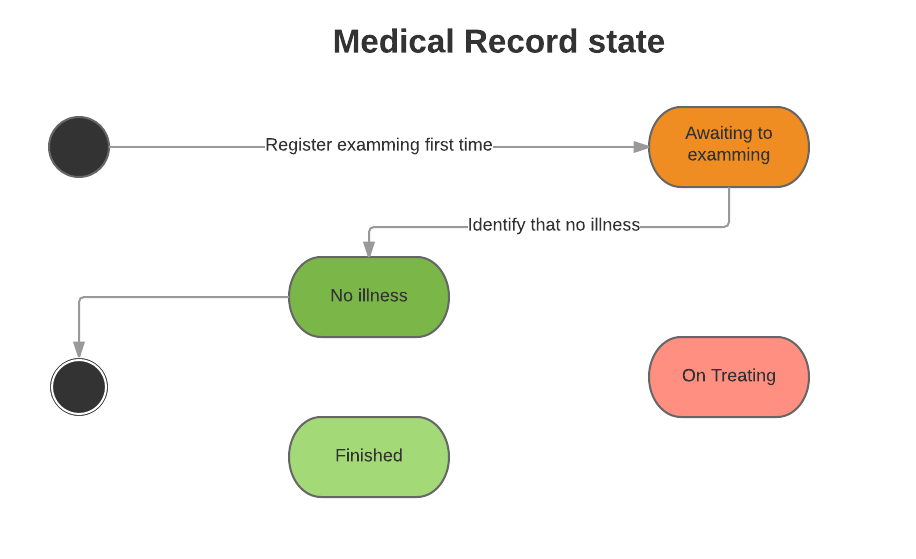 Medical Record state
Register examming first time
Awaiting to
examming
Identify that no illness
No illness
On Treating
Finished